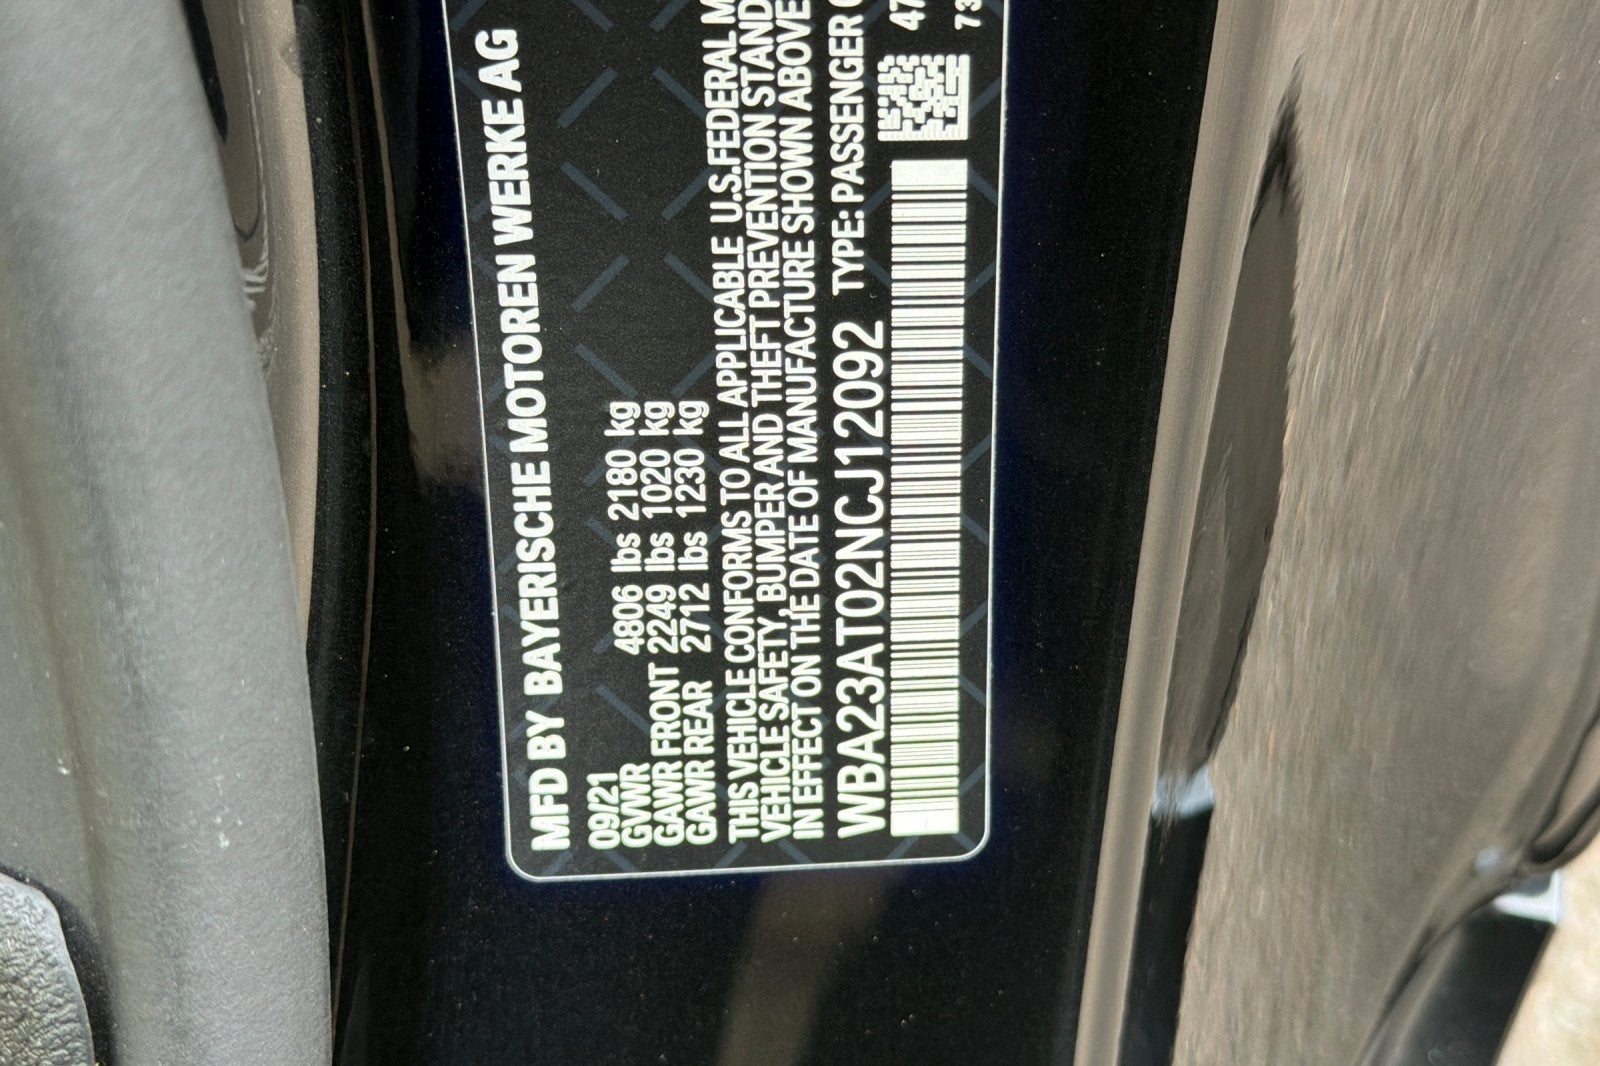 MFD BY BAYERISCHE MOTOREN WERKE AG
09/21
GVWR 4806 lbs 2180 kg
GAWR FRONT 2249 lbs 1020 kg
GAWR REAR 2712 lbs 1230 kg
THIS VEHICLE CONFORMS TO ALL APPLICABLE U.S.FEDERAL M
VEHICLE SAFETY, BUMPER AND THEFT PREVENTION STAND
IN EFFECT ON THE DATE OF MANUFACTURE SHOWN ABOVE
WBA23AT02NCJ12092 TYPE: PASSENGER
47
73